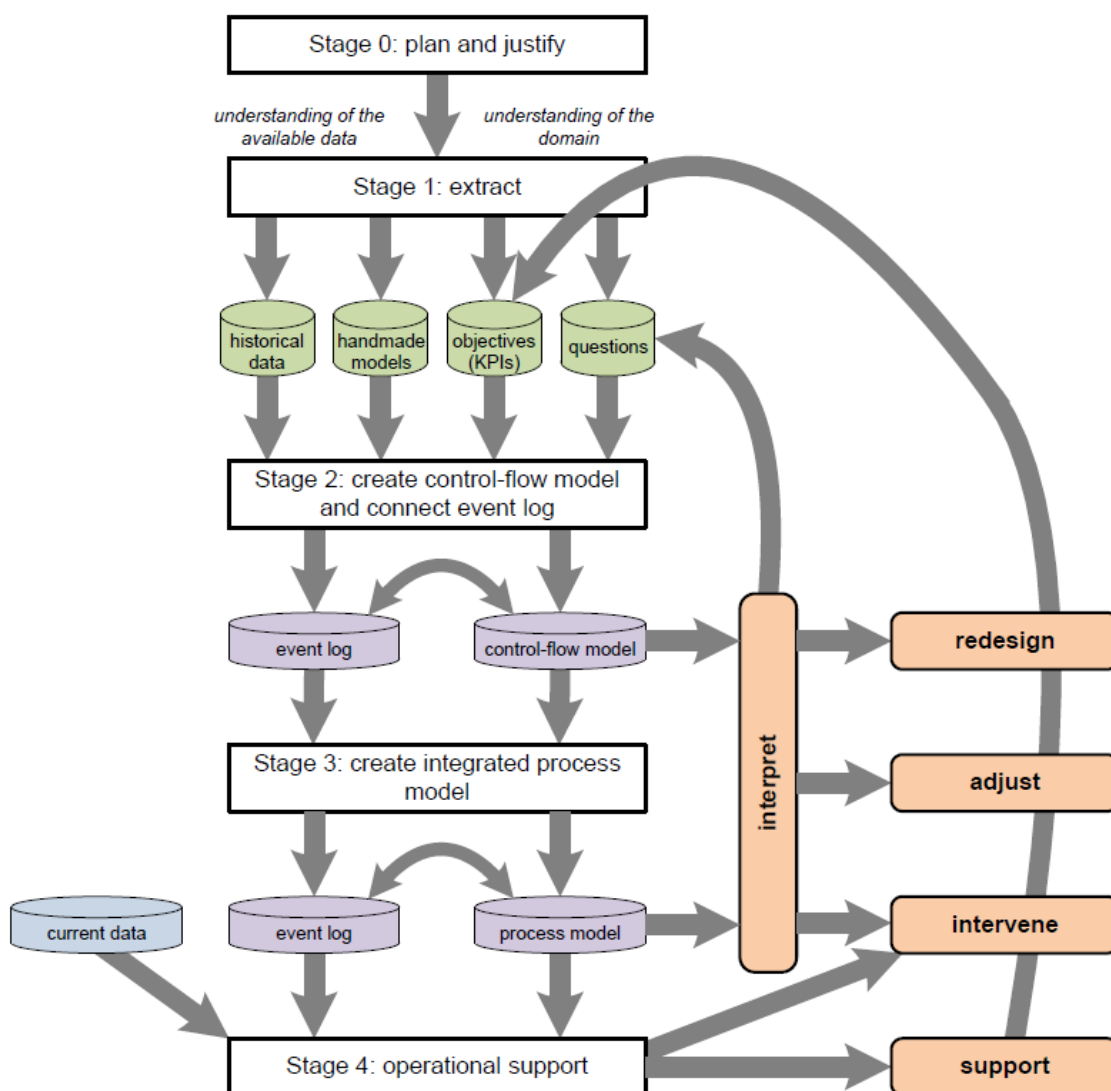 Stage 0: plan and justify
understanding of the
available data
understanding of the
domain
Stage 1: extract
historical
data
handmade
models
objectives
(KPIs)
questions
Stage 2: create control-flow model
and connect event log
event log
control-flow model
interpret
redesign
Stage 3: create integrated process
model
adjust
current data
event log
process model
intervene
Stage 4: operational support
support